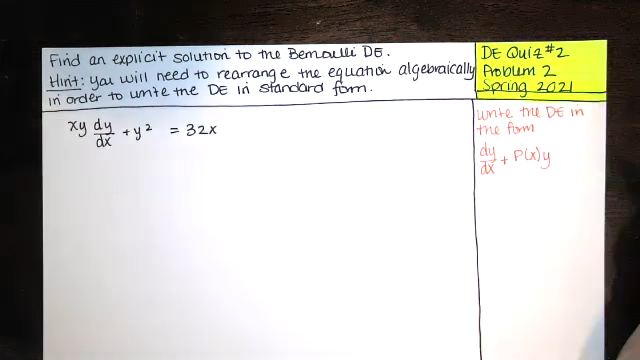 Find an explicit solution to the Bernoulli DE.
Hint: you will need to rearrange the equation algebraically
in order to write the DE in standard form.
xy dy/dx + y² = 32x
DE Quiz #2
Problem 2
Spring 2021
write the DE in
the form
dy/dx + P(x)y